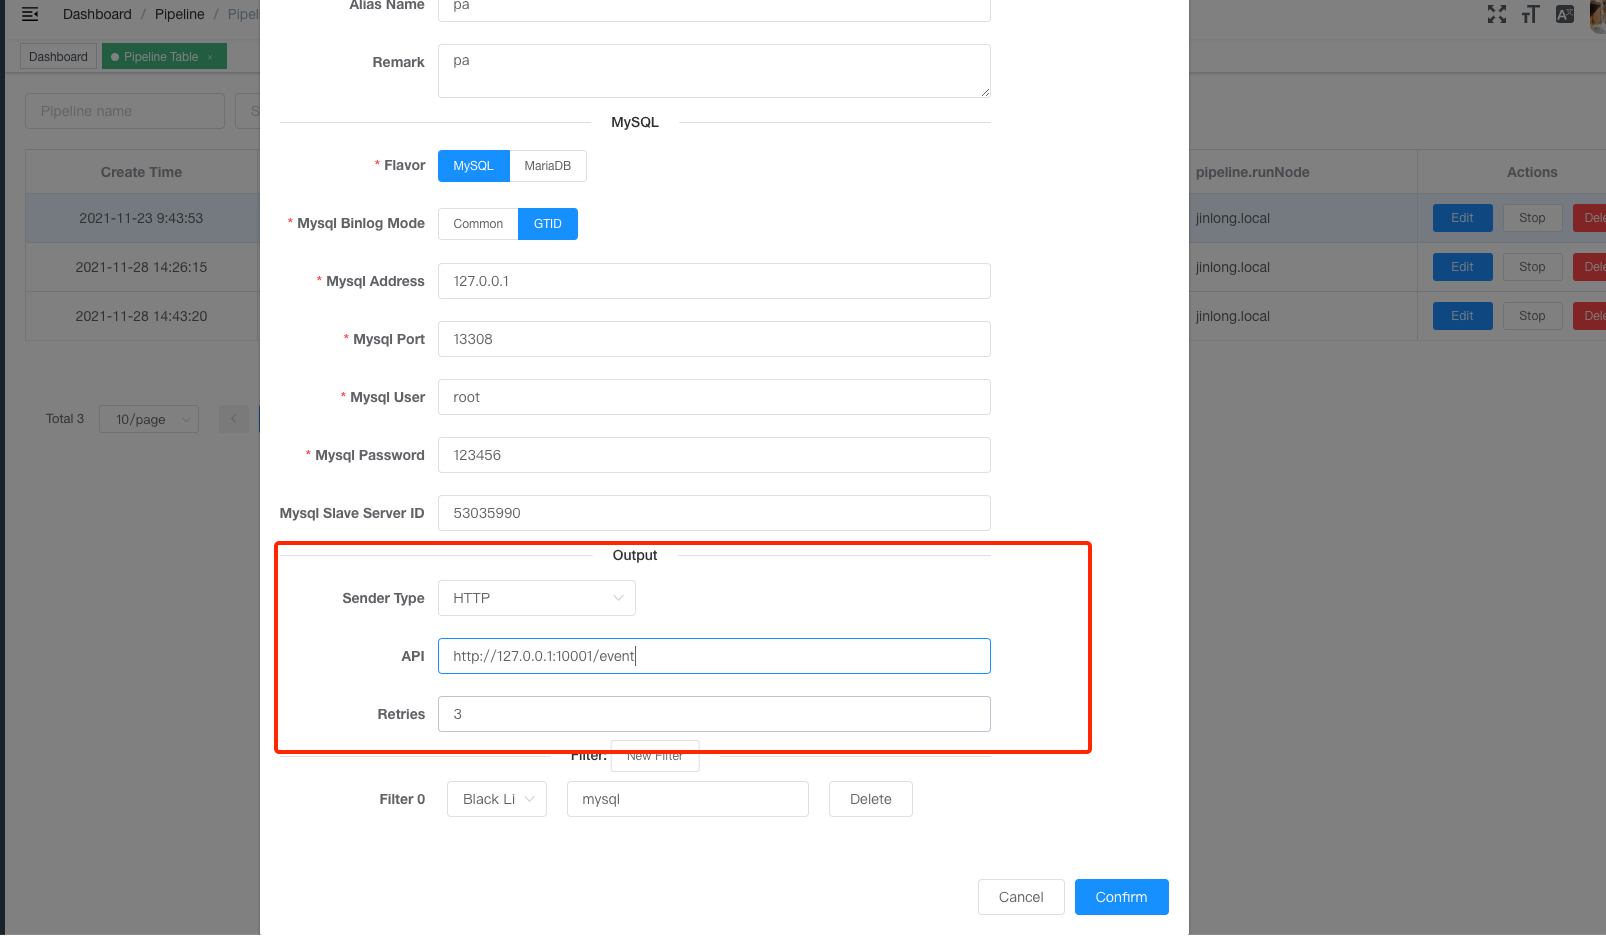 Dashboard / Pipeline / Pipel
Dashboard
Pipeline Table ×
Pipeline name
S
Create Time
2021-11-23 9:43:53
2021-11-28 14:26:15
2021-11-28 14:43:20
Total 3
10/page
Alias Name pa
Remark pa
MySQL
* Flavor MySQL MariaDB
* Mysql Binlog Mode Common GTID
* Mysql Address 127.0.0.1
* Mysql Port 13308
* Mysql User root
* Mysql Password 123456
Mysql Slave Server ID 53035990
Output
Sender Type HTTP
API http://127.0.0.1:10001/event
Retries 3
Filter: New Filter
Filter 0 Black Li mysql Delete
Cancel Confirm
pipeline.runNode Actions
jinlong.local Edit Stop Dele
jinlong.local Edit Stop Dele
jinlong.local Edit Stop Dele